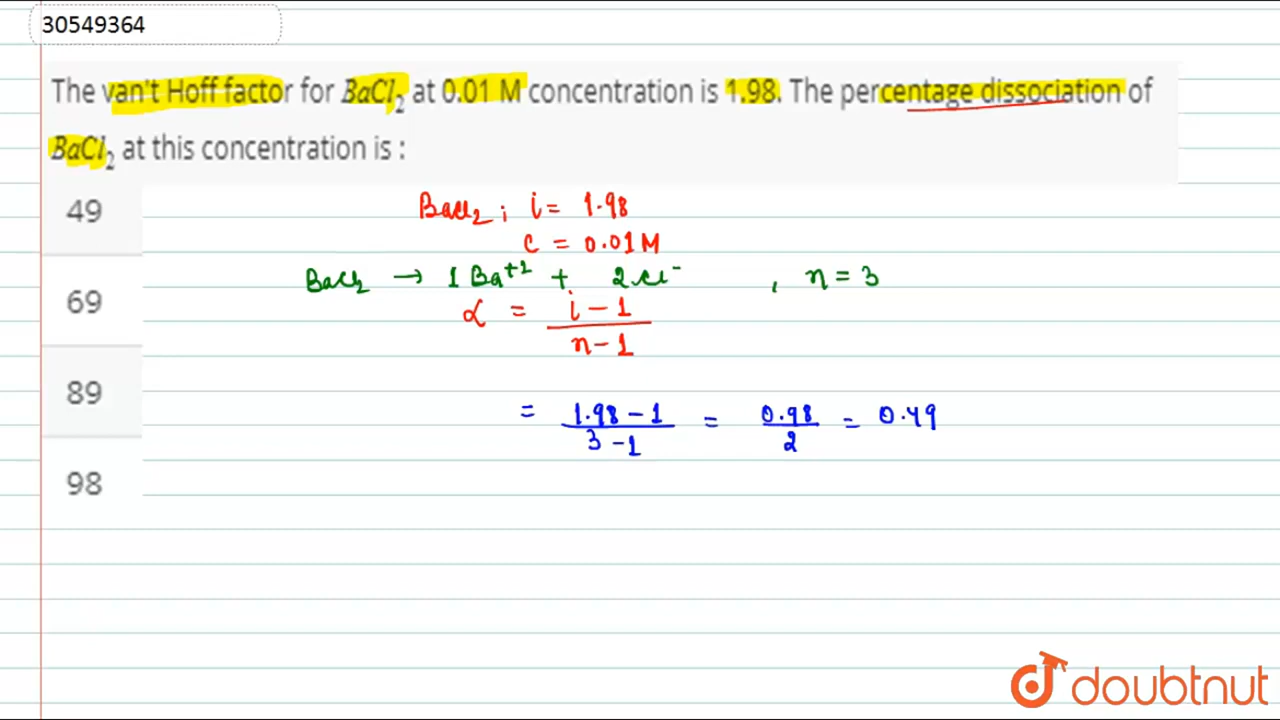 30549364
The van't Hoff factor for BaCl₂ at 0.01 M concentration is 1.98. The percentage dissociation of
BaCl₂ at this concentration is :
49
69
89
98
BaCl₂ ; i = 1.98
C = 0.01 M
BaCl₂ → 1 Ba⁺² + 2Cl⁻ , n = 3
α = i - 1 / n - 1
= 1.98 - 1 / 3 - 1 = 0.98 / 2 = 0.49
doubtnut